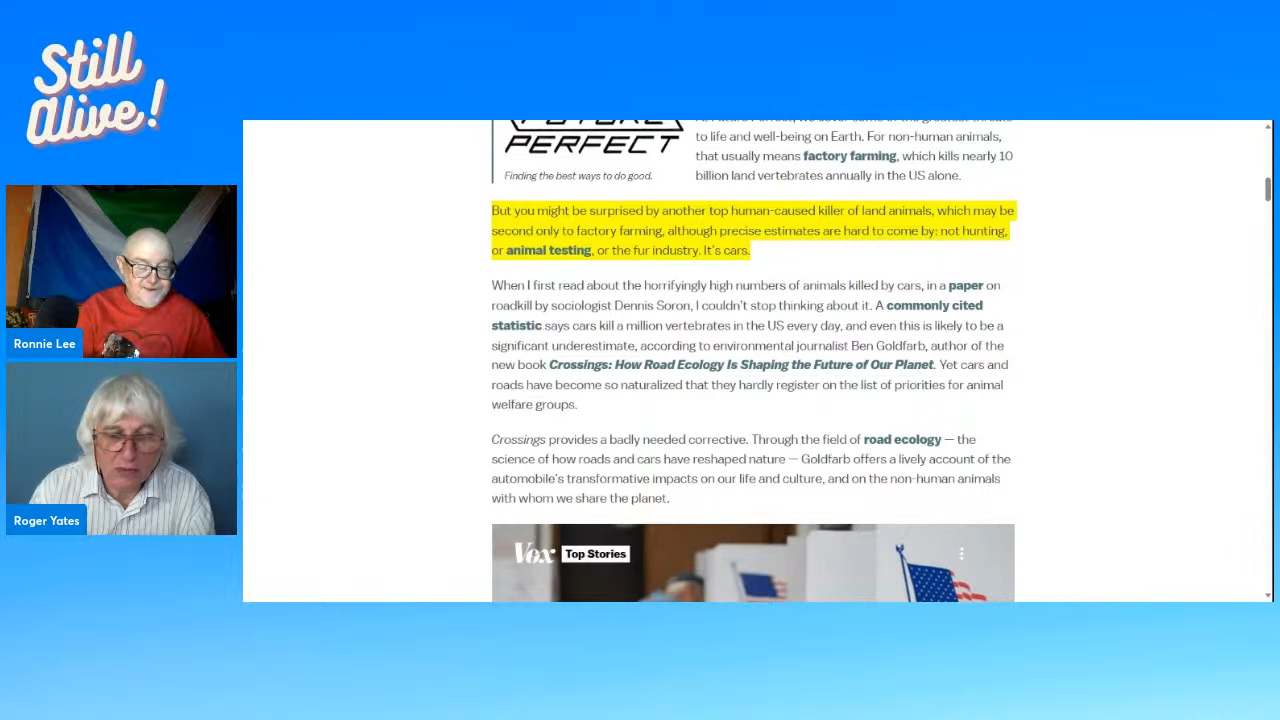 Still
Alive!
FUTURE
PERFECT
Finding the best ways to do good.
to life and well-being on Earth. For non-human animals,
that usually means factory farming, which kills nearly 10
billion land vertebrates annually in the US alone.
But you might be surprised by another top human-caused killer of land animals, which may be
second only to factory farming, although precise estimates are hard to come by: not hunting,
or animal testing, or the fur industry. It's cars.
When I first read about the horrifyingly high numbers of animals killed by cars, in a paper on
roadkill by sociologist Dennis Soron, I couldn't stop thinking about it. A commonly cited
statistic says cars kill a million vertebrates in the US every day, and even this is likely to be a
significant underestimate, according to environmental journalist Ben Goldfarb, author of the
new book Crossings: How Road Ecology Is Shaping the Future of Our Planet. Yet cars and
roads have become so naturalized that they hardly register on the list of priorities for animal
welfare groups.
Crossings provides a badly needed corrective. Through the field of road ecology — the
science of how roads and cars have reshaped nature — Goldfarb offers a lively account of the
automobile's transformative impacts on our life and culture, and on the non-human animals
with whom we share the planet.
Vox Top Stories
Ronnie Lee
Roger Yates